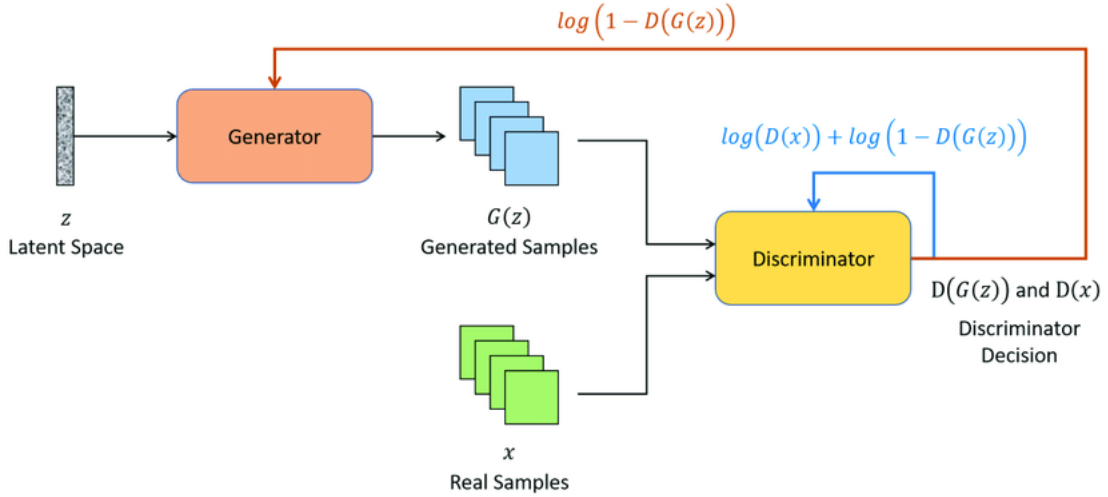 log(1 − D(G(z)))
Generator
log(D(x)) + log(1 − D(G(z)))
z
Latent Space
G(z)
Generated Samples
Discriminator
D(G(z)) and D(x)
Discriminator
Decision
x
Real Samples